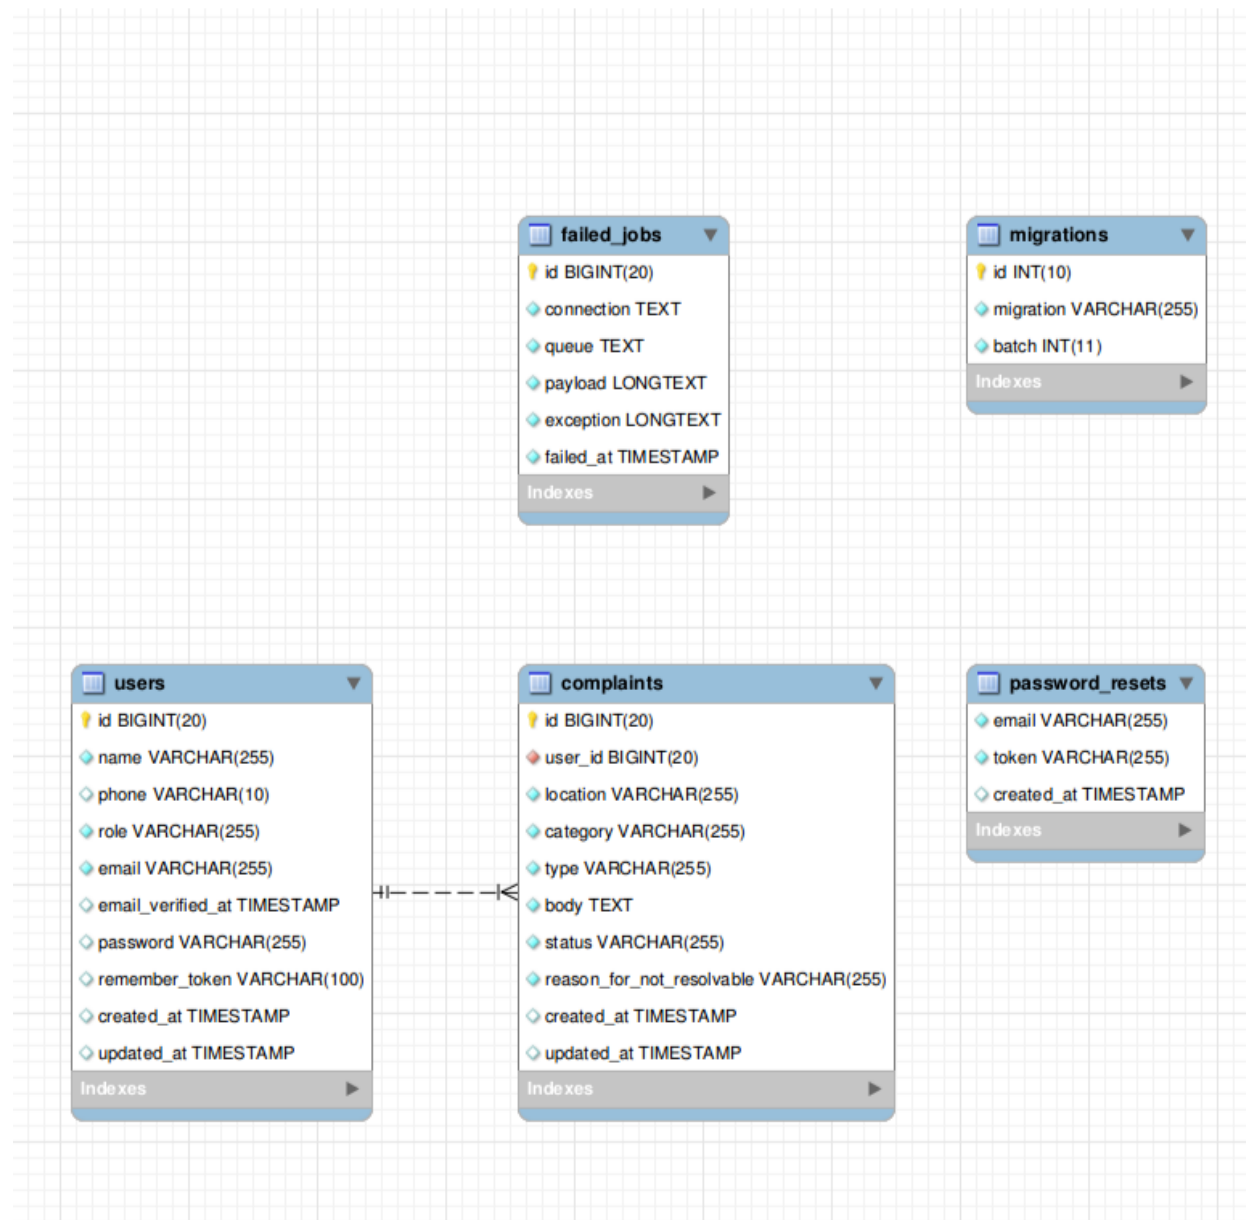 failed_jobs
id BIGINT(20)
connection TEXT
queue TEXT
payload LONGTEXT
exception LONGTEXT
failed_at TIMESTAMP
Indexes
migrations
id INT(10)
migration VARCHAR(255)
batch INT(11)
Indexes
users
id BIGINT(20)
name VARCHAR(255)
phone VARCHAR(10)
role VARCHAR(255)
email VARCHAR(255)
email_verified_at TIMESTAMP
password VARCHAR(255)
remember_token VARCHAR(100)
created_at TIMESTAMP
updated_at TIMESTAMP
Indexes
complaints
id BIGINT(20)
user_id BIGINT(20)
location VARCHAR(255)
category VARCHAR(255)
type VARCHAR(255)
body TEXT
status VARCHAR(255)
reason_for_not_resolvable VARCHAR(255)
created_at TIMESTAMP
updated_at TIMESTAMP
Indexes
password_resets
email VARCHAR(255)
token VARCHAR(255)
created_at TIMESTAMP
Indexes